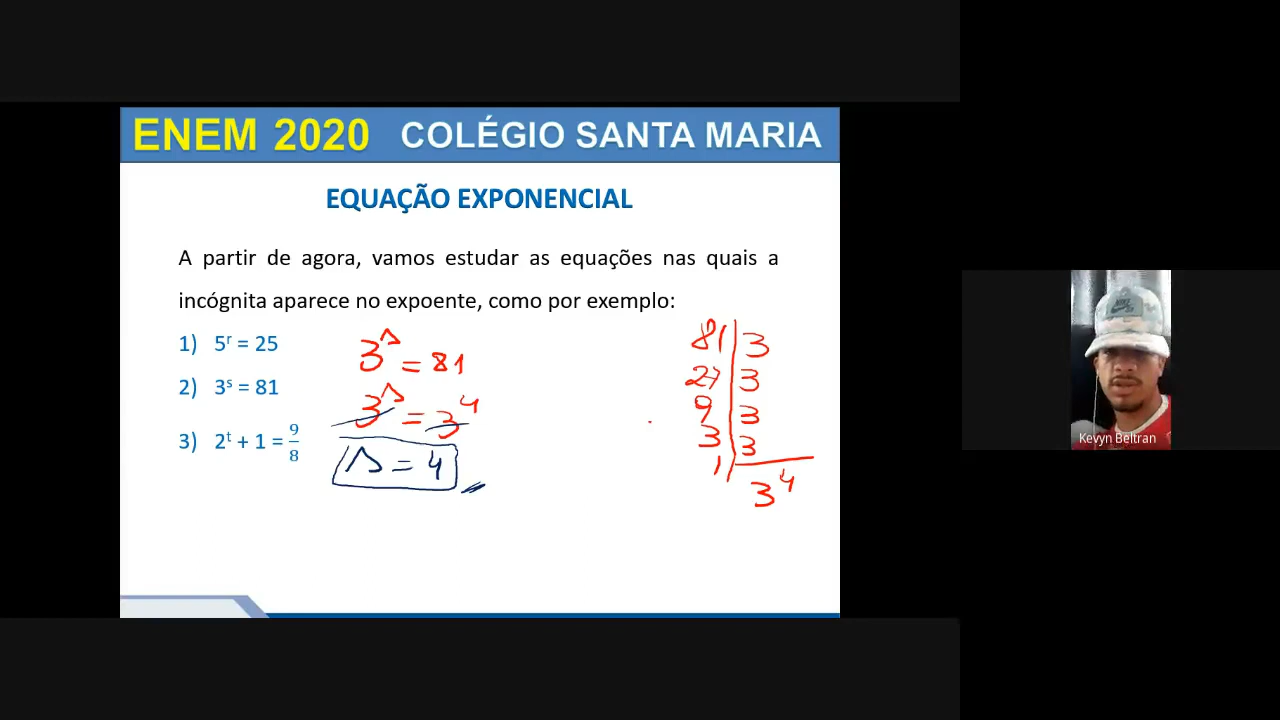 ENEM 2020 COLÉGIO SANTA MARIA
EQUAÇÃO EXPONENCIAL
A partir de agora, vamos estudar as equações nas quais a
incógnita aparece no expoente, como por exemplo:
1) 5ʳ = 25
2) 3ˢ = 81
3) 2ᵗ + 1 = 9/8
3ˢ = 81
3ˢ = 3⁴
s = 4
81 | 3
27 | 3
9 | 3
3 | 3
1 |
3⁴
Kevyn Beltran